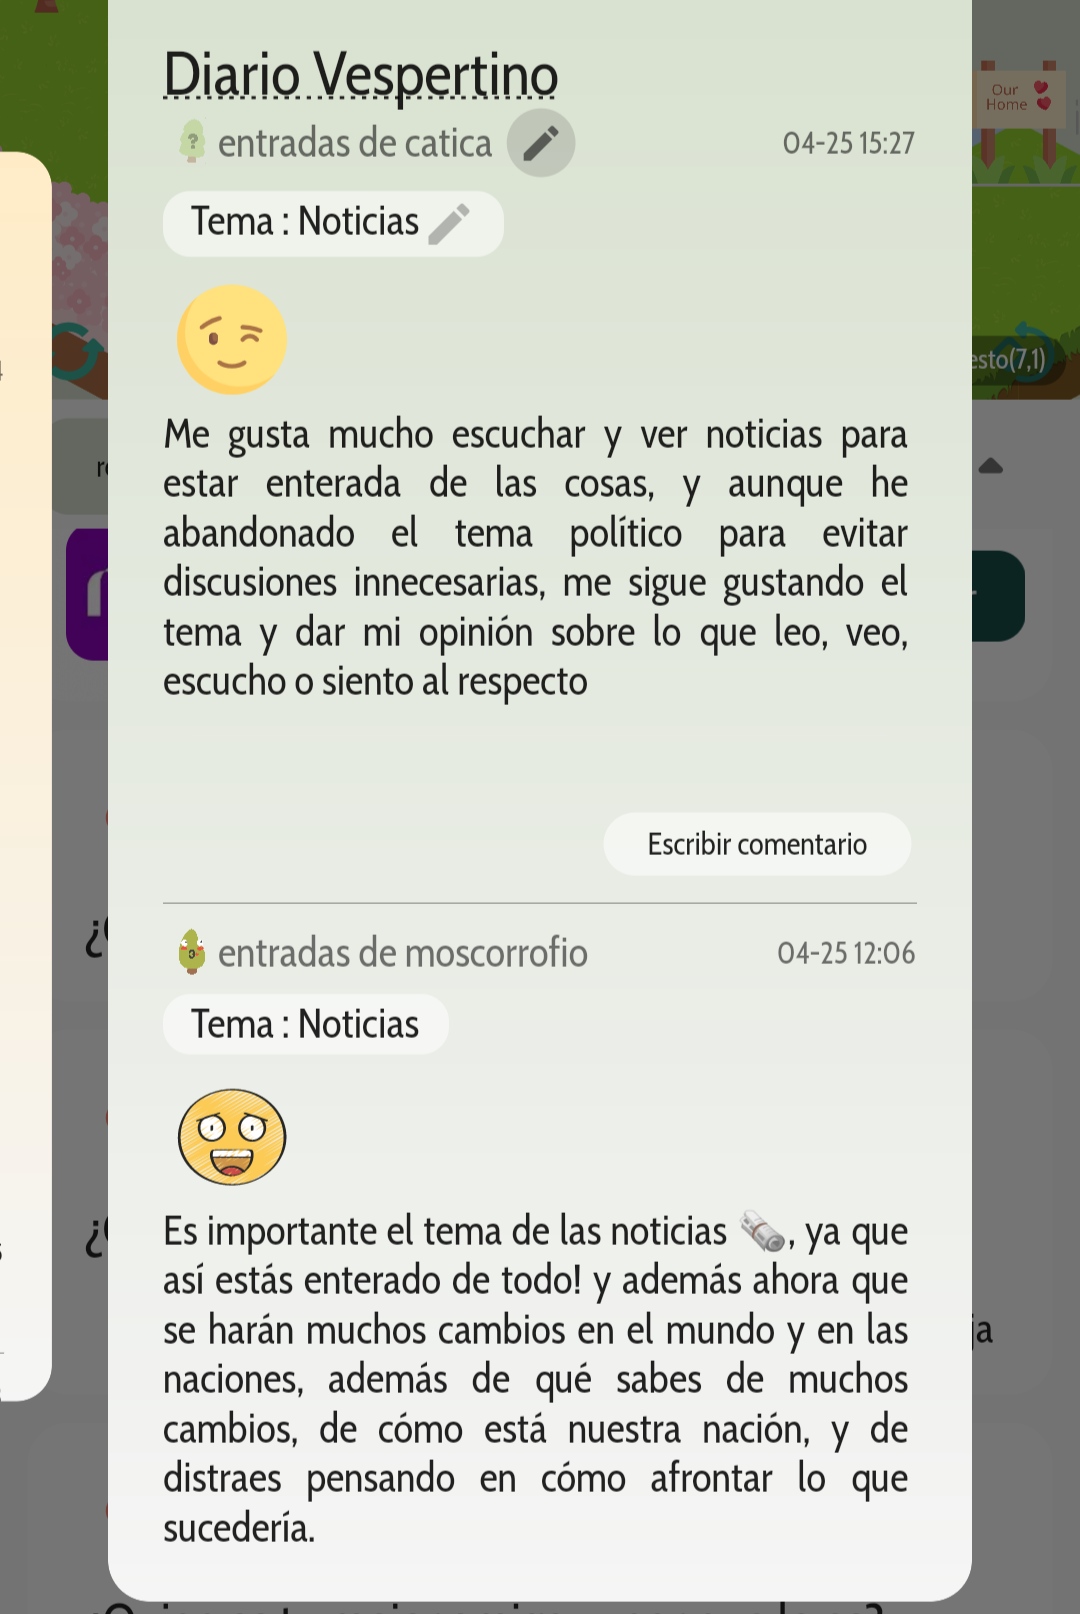 Diario Vespertino
entradas de catica
04-25 15:27
Tema : Noticias
Me gusta mucho escuchar y ver noticias para
estar enterada de las cosas, y aunque he
abandonado el tema político para evitar
discusiones innecesarias, me sigue gustando el
tema y dar mi opinión sobre lo que leo, veo,
escucho o siento al respecto
Escribir comentario
entradas de moscorrofio
04-25 12:06
Tema : Noticias
Es importante el tema de las noticias 🗞️, ya que
así estás enterado de todo! y además ahora que
se harán muchos cambios en el mundo y en las
naciones, además de qué sabes de muchos
cambios, de cómo está nuestra nación, y de
distraes pensando en cómo afrontar lo que
sucedería.
Our
Home
esto(7,1)